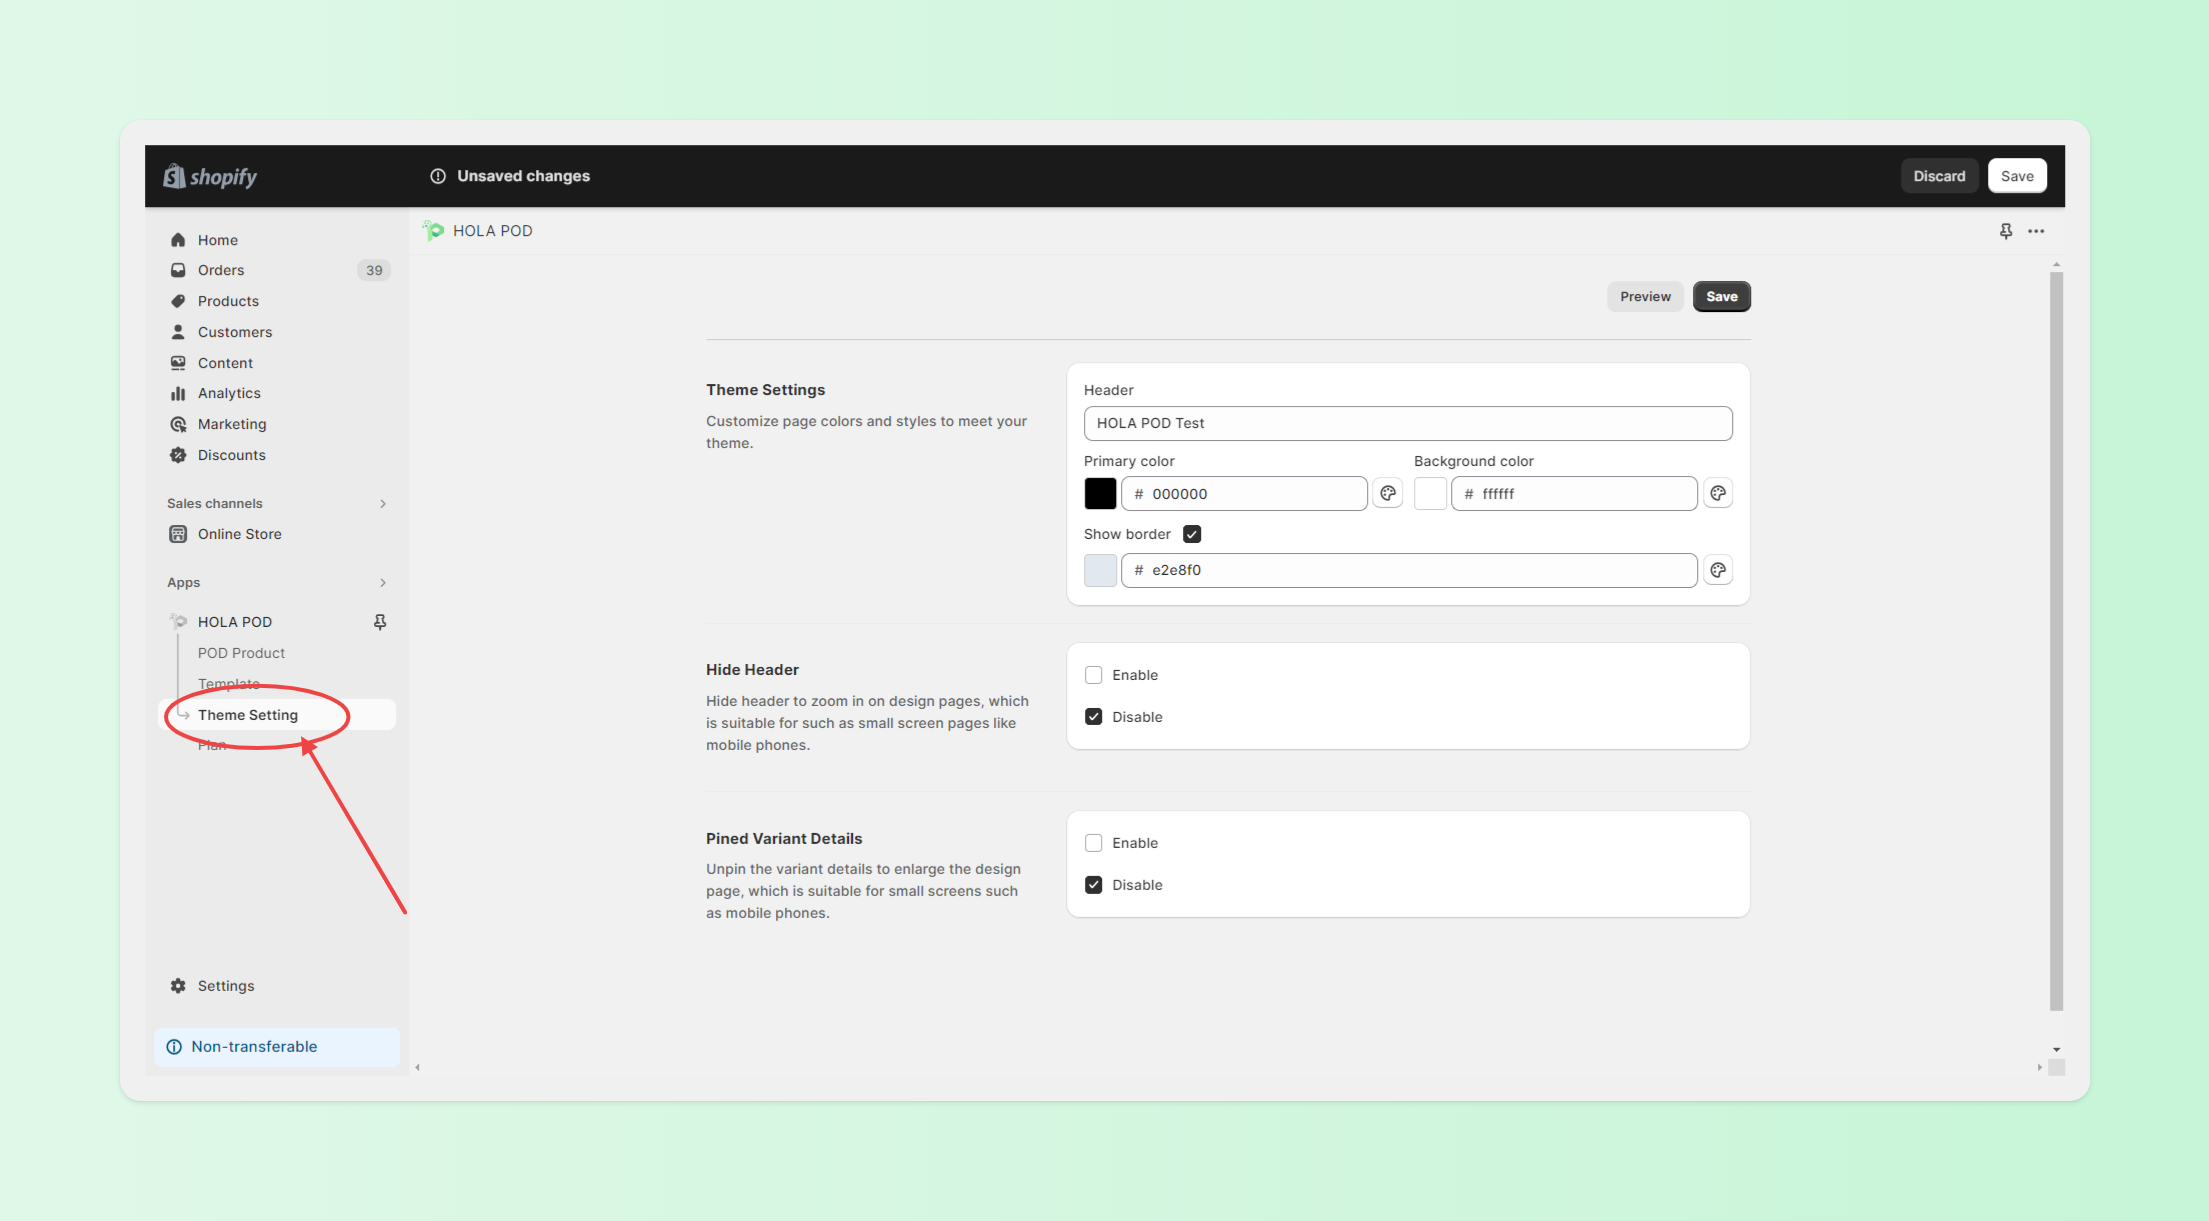 shopify
Unsaved changes
Discard
Save
Home
Orders
39
Products
Customers
Content
Analytics
Marketing
Discounts
Sales channels
Online Store
Apps
HOLA POD
POD Product
Template
Theme Setting
Plan
Settings
Non-transferable
HOLA POD
Preview
Save
Theme Settings
Customize page colors and styles to meet your
theme.
Header
HOLA POD Test
Primary color
Background color
# 000000
# ffffff
Show border
# e2e8f0
Hide Header
Hide header to zoom in on design pages, which
is suitable for such as small screen pages like
mobile phones.
Enable
Disable
Pined Variant Details
Unpin the variant details to enlarge the design
page, which is suitable for small screens such
as mobile phones.
Enable
Disable